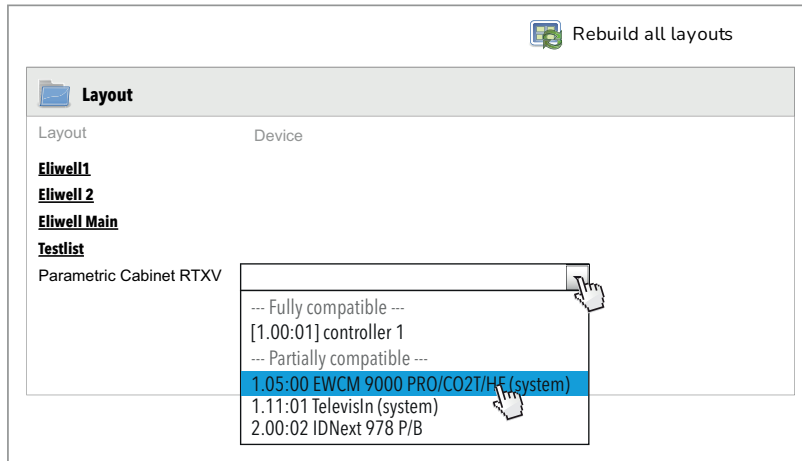 Rebuild all layouts
Layout
Layout Device
Eliwell1
Eliwell 2
Eliwell Main
Testlist
Parametric Cabinet RTXV
--- Fully compatible ---
[1.00:01] controller 1
--- Partially compatible ---
1.05:00 EWCM 9000 PRO/CO2T/HE (system)
1.11:01 TelevisIn (system)
2.00:02 IDNext 978 P/B